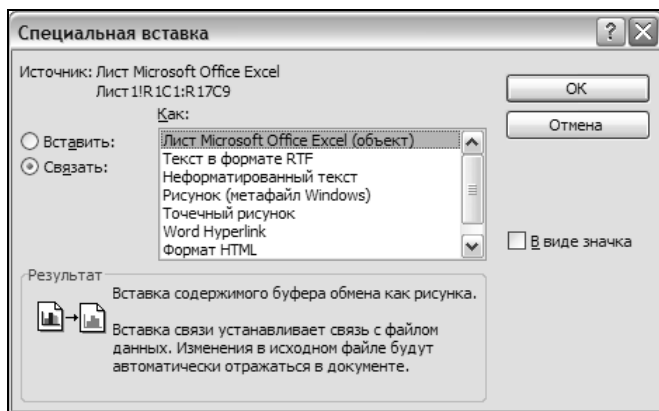 Специальная вставка
Источник: Лист Microsoft Office Excel
Лист1!R1C1:R17C9
Как:
Вставить:
Связать:
Лист Microsoft Office Excel (объект)
Текст в формате RTF
Неформатированный текст
Рисунок (метафайл Windows)
Точечный рисунок
Word Hyperlink
Формат HTML
ОК
Отмена
В виде значка
Результат
Вставка содержимого буфера обмена как рисунка.
Вставка связи устанавливает связь с файлом
данных. Изменения в исходном файле будут
автоматически отражаться в документе.